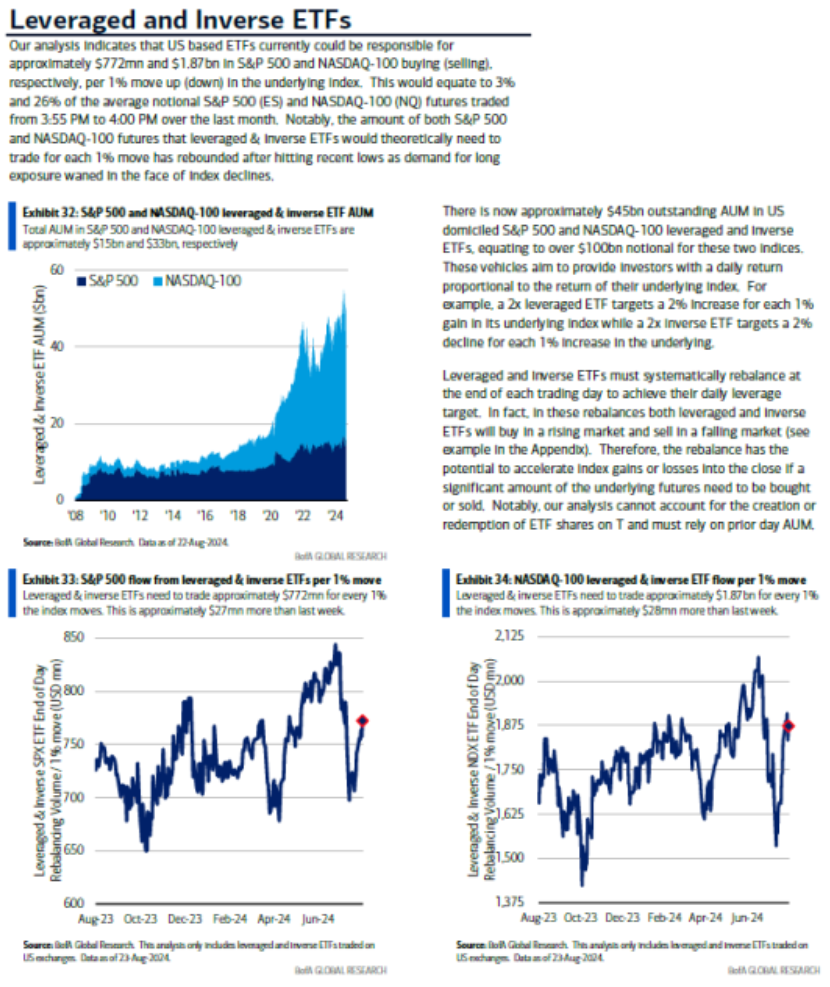 Leveraged and Inverse ETFs
Our analysis indicates that US based ETFs currently could be responsible for
approximately $772mn and $1.87bn in S&P 500 and NASDAQ-100 buying (selling),
respectively, per 1% move up (down) in the underlying index. This would equate to 3%
and 26% of the average notional S&P 500 (ES) and NASDAQ-100 (NQ) futures traded
from 3:55 PM to 4:00 PM over the last month. Notably, the amount of both S&P 500
and NASDAQ-100 futures that leveraged & inverse ETFs would theoretically need to
trade for each 1% move has rebounded after hitting recent lows as demand for long
exposure waned in the face of index declines.
Exhibit 32: S&P 500 and NASDAQ-100 leveraged & inverse ETF AUM
Total AUM in S&P 500 and NASDAQ-100 leveraged & inverse ETFs are
approximately $15bn and $33bn, respectively
Leveraged & Inverse ETF AUM ($bn)
S&P 500 NASDAQ-100
60
40
20
0
'08 '10 '12 '14 '16 '18 '20 '22 '24
Source: BofA Global Research. Data as of 22-Aug-2024.
BofA GLOBAL RESEARCH
There is now approximately $45bn outstanding AUM in US
domiciled S&P 500 and NASDAQ-100 leveraged and inverse
ETFs, equating to over $100bn notional for these two indices.
These vehicles aim to provide investors with a daily return
proportional to the return of their underlying index. For
example, a 2x leveraged ETF targets a 2% increase for each 1%
gain in its underlying index while a 2x inverse ETF targets a 2%
decline for each 1% increase in the underlying.
Leveraged and inverse ETFs must systematically rebalance at
the end of each trading day to achieve their daily leverage
target. In fact, in these rebalances both leveraged and inverse
ETFs will buy in a rising market and sell in a falling market (see
example in the Appendix). Therefore, the rebalance has the
potential to accelerate index gains or losses into the close if a
significant amount of the underlying futures need to be bought
or sold. Notably, our analysis cannot account for the creation or
redemption of ETF shares on T and must rely on prior day AUM.
Exhibit 33: S&P 500 flow from leveraged & inverse ETFs per 1% move
Leveraged & inverse ETFs need to trade approximately $772mn for every 1%
the index moves. This is approximately $27mn more than last week.
Leveraged & Inverse SPX ETF End of Day
Rebalancing Volume / 1% move (USD mn)
850
800
750
700
650
600
Aug-23 Oct-23 Dec-23 Feb-24 Apr-24 Jun-24
Source: BofA Global Research. This analysis only includes leveraged and inverse ETFs traded on
US exchanges. Data as of 23-Aug-2024.
BofA GLOBAL RESEARCH
Exhibit 34: NASDAQ-100 leveraged & inverse ETF flow per 1% move
Leveraged & inverse ETFs need to trade approximately $1.87bn for every 1%
the index moves. This is approximately $28mn more than last week.
Leveraged & Inverse NDX ETF End of Day
Rebalancing Volume / 1% move (USD mn)
2,125
2,000
1,875
1,750
1,625
1,500
1,375
Aug-23 Oct-23 Dec-23 Feb-24 Apr-24 Jun-24
Source: BofA Global Research. This analysis only includes leveraged and inverse ETFs traded on
US exchanges. Data as of 23-Aug-2024.
BofA GLOBAL RESEARCH